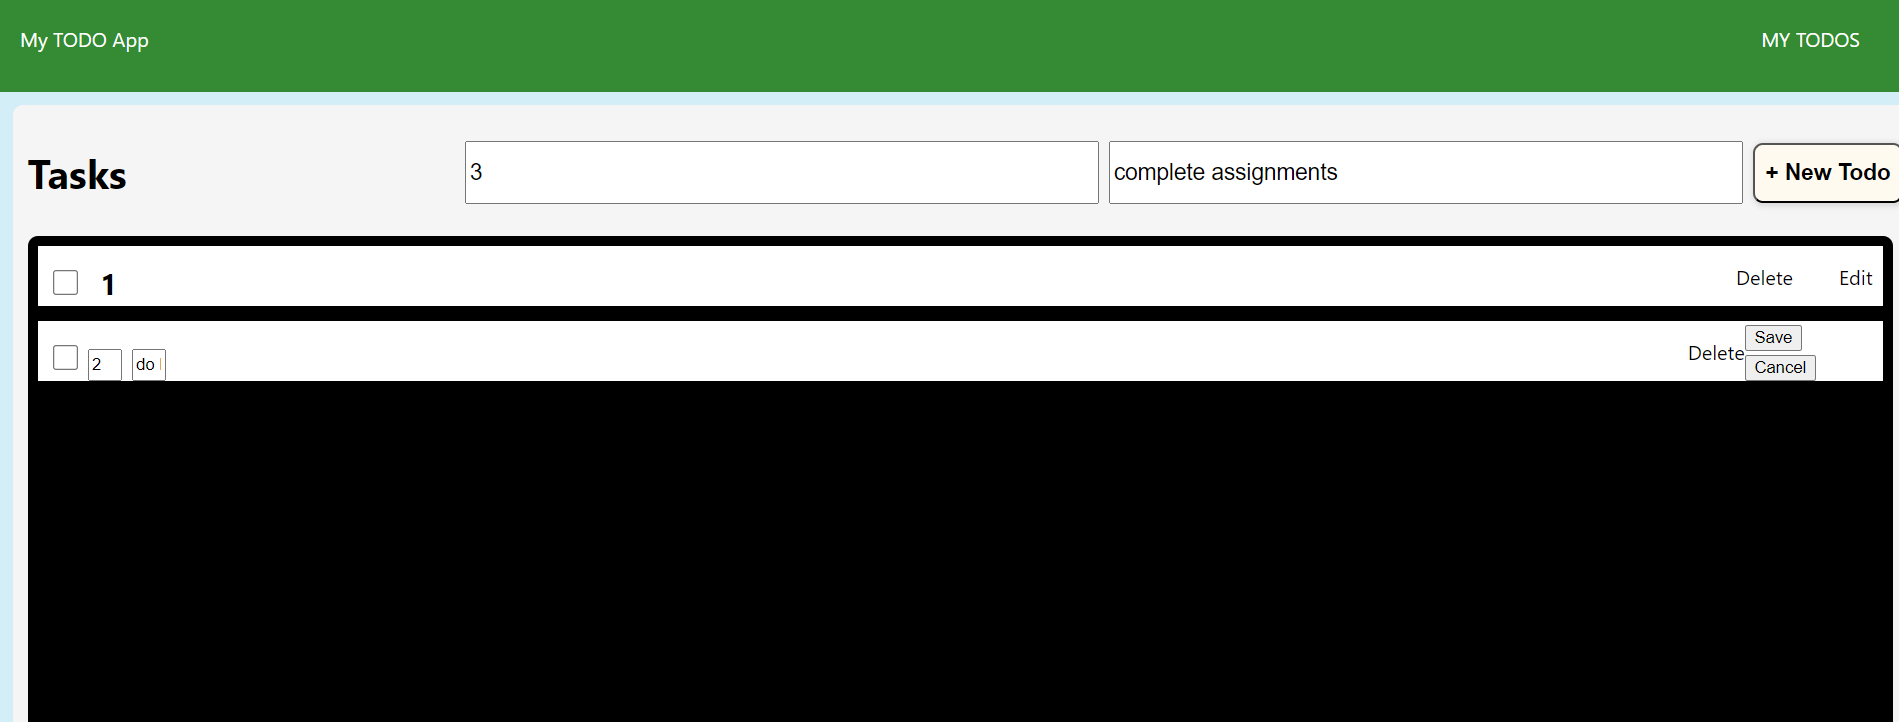 My TODO App
MY TODOS
Tasks
3
complete assignments
+ New Todo
1
Delete
Edit
2
do
Delete
Save
Cancel